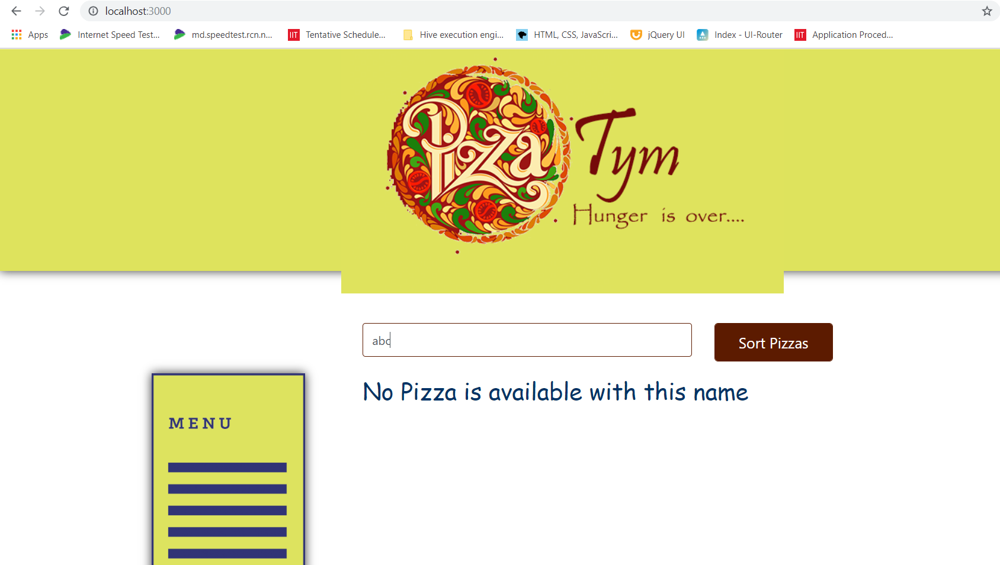 localhost:3000
Apps Internet Speed Test... md.speedtest.rcn.n... IIT Tentative Schedule... Hive execution engi... HTML, CSS, JavaScri... jQuery UI Index - UI-Router IIT Application Proced...
Pizza Tym
Hunger is over....
abc Sort Pizzas
No Pizza is available with this name
MENU